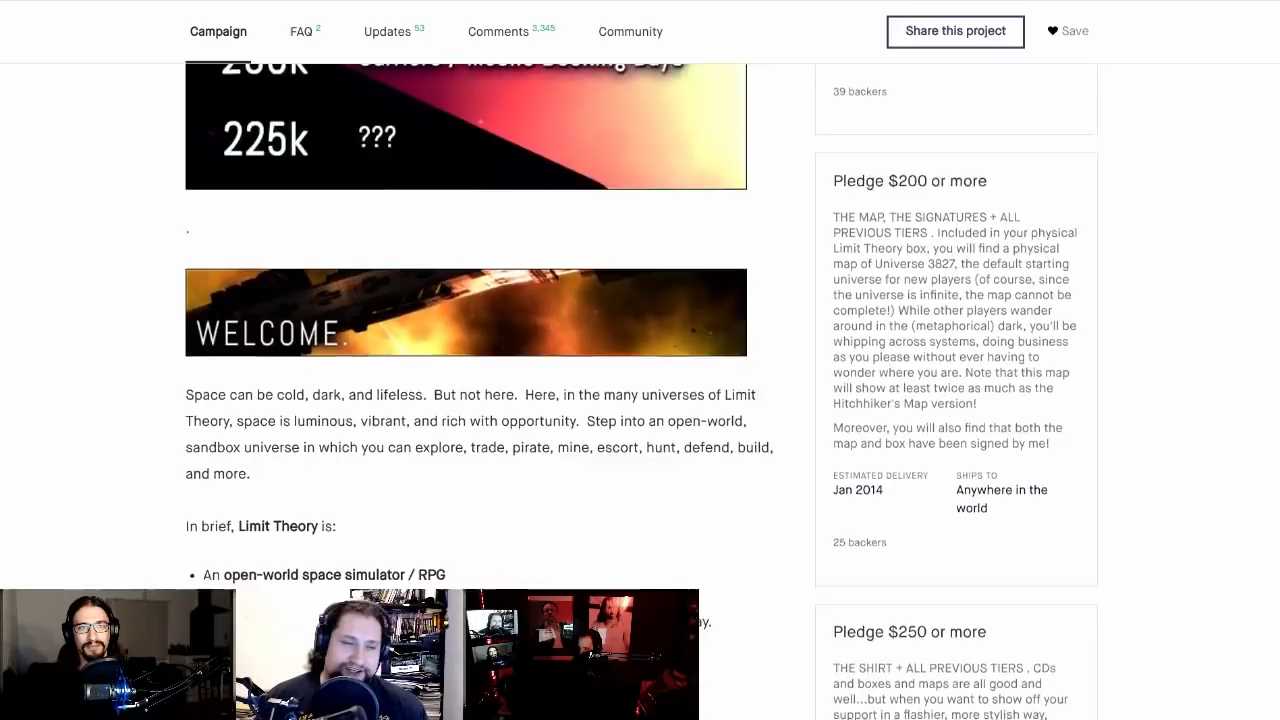 Campaign
FAQ 2
Updates 53
Comments 3,345
Community
Share this project
Save
225k ???
.
WELCOME.
Space can be cold, dark, and lifeless. But not here. Here, in the many universes of Limit
Theory, space is luminous, vibrant, and rich with opportunity. Step into an open-world,
sandbox universe in which you can explore, trade, pirate, mine, escort, hunt, defend, build,
and more.
In brief, Limit Theory is:
• An open-world space simulator / RPG
ay.
39 backers
Pledge $200 or more
THE MAP, THE SIGNATURES + ALL
PREVIOUS TIERS . Included in your physical
Limit Theory box, you will find a physical
map of Universe 3827, the default starting
universe for new players (of course, since
the universe is infinite, the map cannot be
complete!) While other players wander
around in the (metaphorical) dark, you'll be
whipping across systems, doing business
as you please without ever having to
wonder where you are. Note that this map
will show at least twice as much as the
Hitchhiker's Map version!
Moreover, you will also find that both the
map and box have been signed by me!
ESTIMATED DELIVERY
Jan 2014
SHIPS TO
Anywhere in the
world
25 backers
Pledge $250 or more
THE SHIRT + ALL PREVIOUS TIERS . CDs
and boxes and maps are all good and
well...but when you want to show off your
support in a flashier, more stylish way,